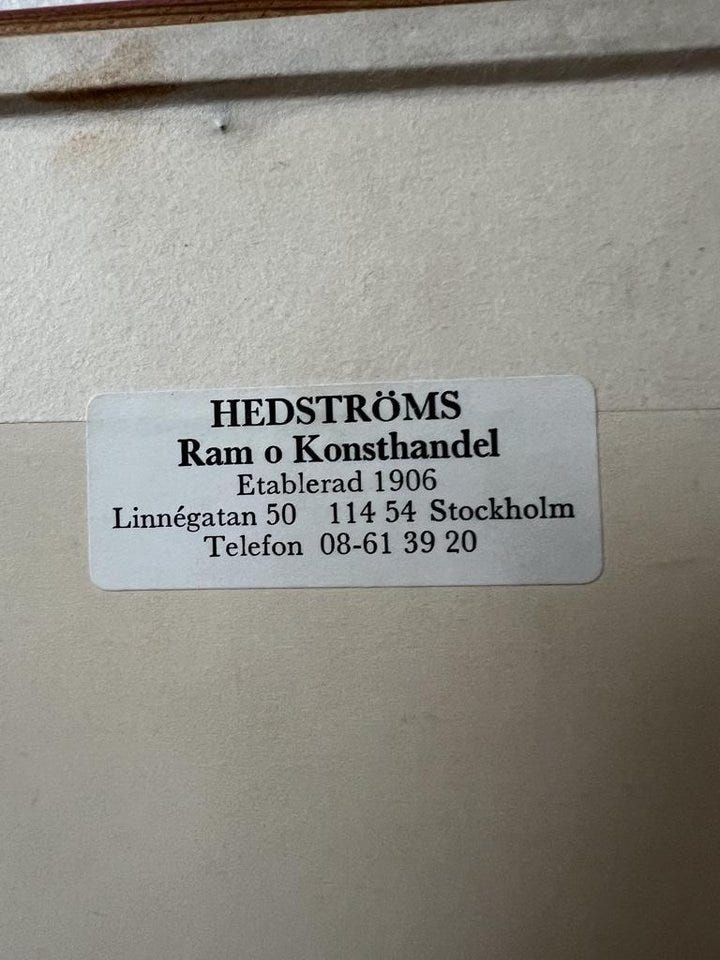 HEDSTRÖMS
Ram o Konsthandel
Etablerad 1906
Linnégatan 50 114 54 Stockholm
Telefon 08-61 39 20